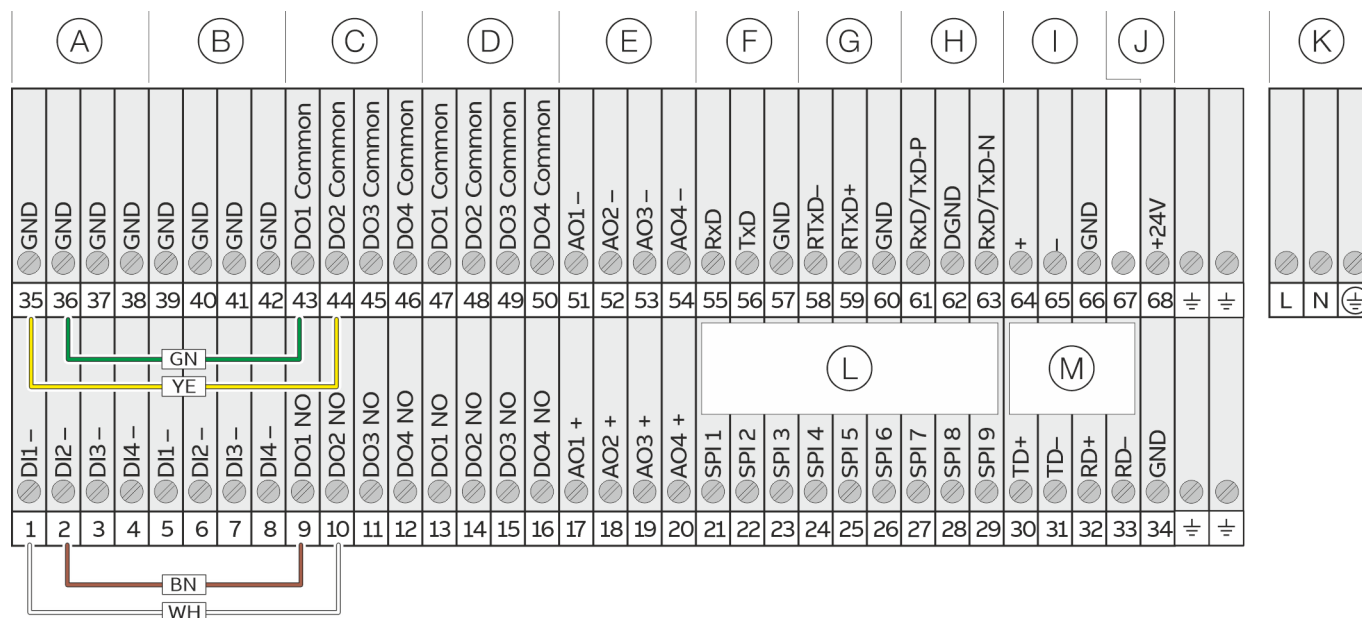 A B C D E F G H I J K
GND GND GND GND GND GND GND GND DO1 Common DO2 Common DO3 Common DO4 Common DO1 Common DO2 Common DO3 Common DO4 Common AO1 – AO2 – AO3 – AO4 – RxD TxD GND RTxD– RTxD+ GND RxD/TxD-P DGND RxD/TxD-N + – GND +24V
35 36 37 38 39 40 41 42 43 44 45 46 47 48 49 50 51 52 53 54 55 56 57 58 59 60 61 62 63 64 65 66 67 68 L N
GN
YE
L M
DI1 – DI2 – DI3 – DI4 – DI1 – DI2 – DI3 – DI4 – DO1 NO DO2 NO DO3 NO DO4 NO DO1 NO DO2 NO DO3 NO DO4 NO AO1 + AO2 + AO3 + AO4 + SPI 1 SPI 2 SPI 3 SPI 4 SPI 5 SPI 6 SPI 7 SPI 8 SPI 9 TD+ TD– RD+ RD– GND
1 2 3 4 5 6 7 8 9 10 11 12 13 14 15 16 17 18 19 20 21 22 23 24 25 26 27 28 29 30 31 32 33 34
BN
WH